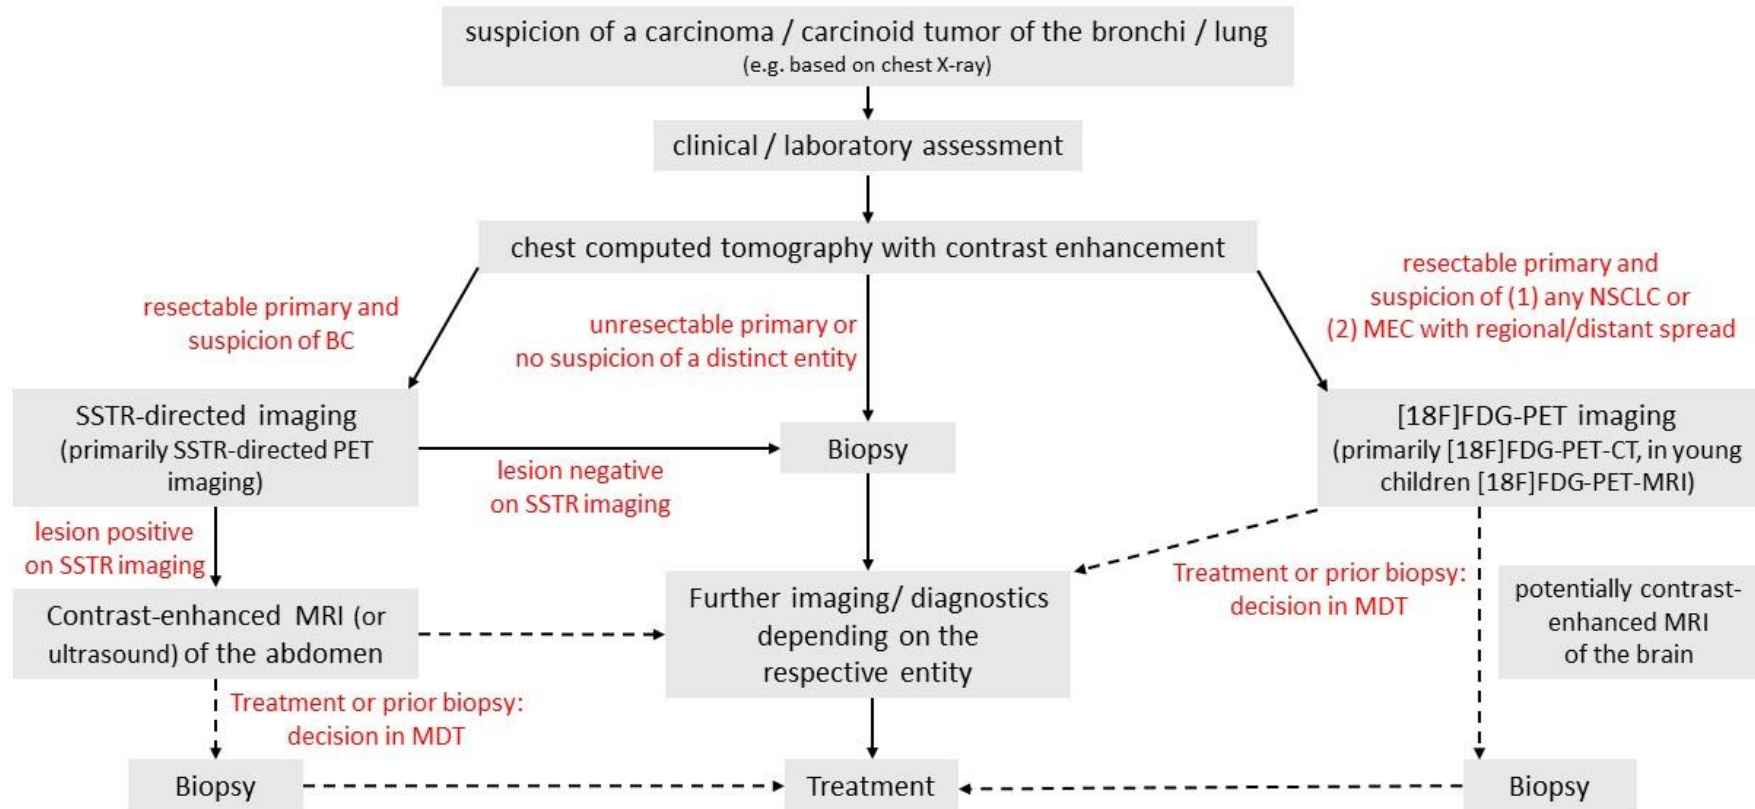 suspicion of a carcinoma / carcinoid tumor of the bronchi / lung
(e.g. based on chest X-ray)
clinical / laboratory assessment
chest computed tomography with contrast enhancement
resectable primary and
suspicion of BC
unresectable primary or
no suspicion of a distinct entity
resectable primary and
suspicion of (1) any NSCLC or
(2) MEC with regional/distant spread
SSTR-directed imaging
(primarily SSTR-directed PET
imaging)
lesion negative
on SSTR imaging
Biopsy
[18F]FDG-PET imaging
(primarily [18F]FDG-PET-CT, in young
children [18F]FDG-PET-MRI)
lesion positive
on SSTR imaging
Contrast-enhanced MRI (or
ultrasound) of the abdomen
Further imaging/ diagnostics
depending on the
respective entity
Treatment or prior biopsy:
decision in MDT
potentially contrast-
enhanced MRI
of the brain
Treatment or prior biopsy:
decision in MDT
Biopsy
Treatment
Biopsy